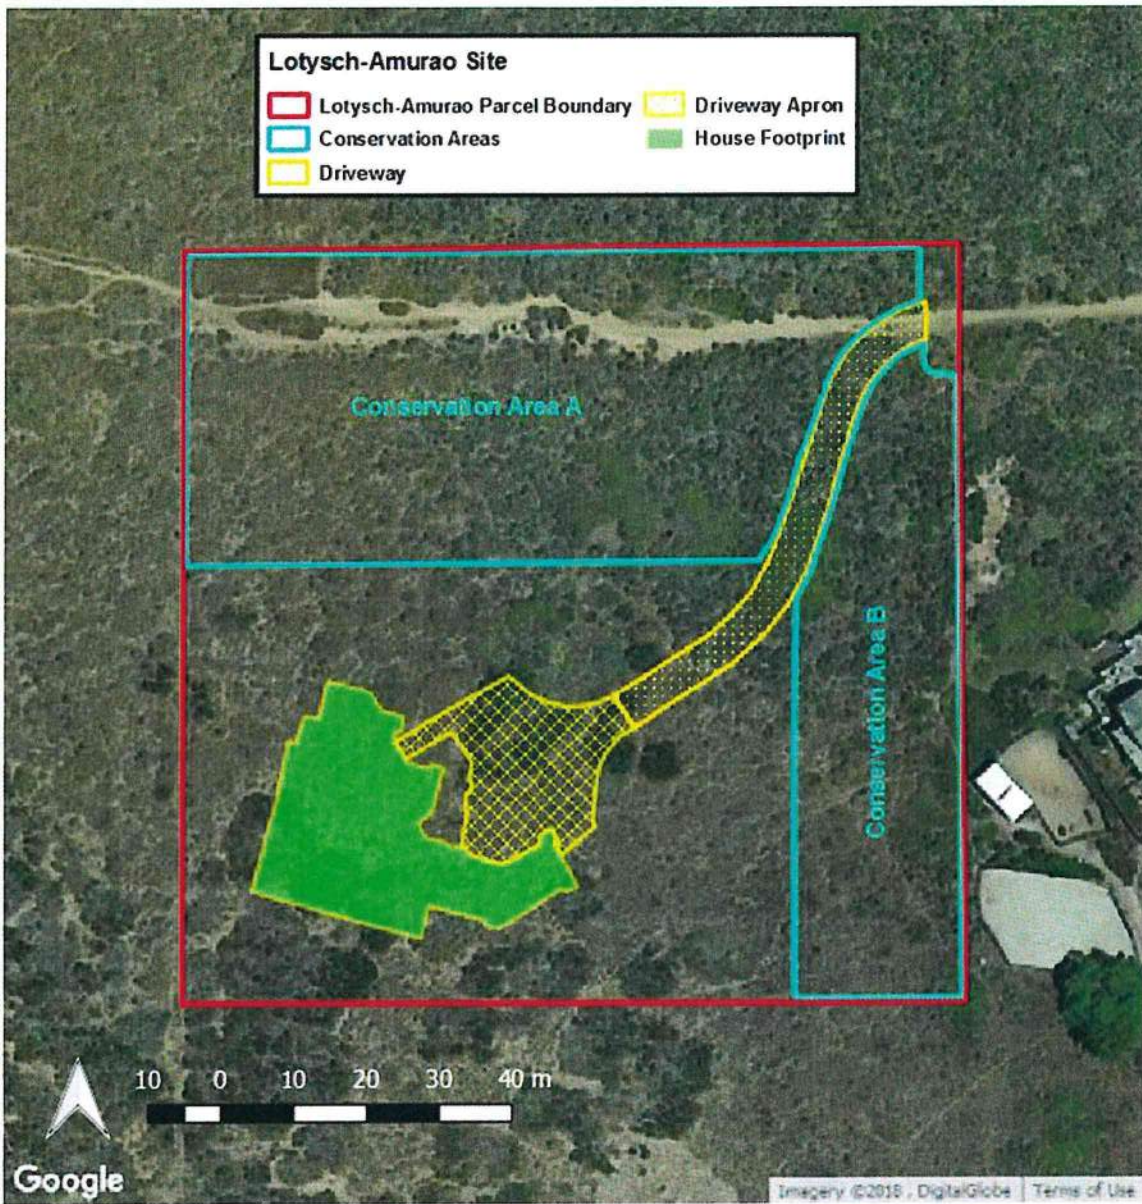 Lotysch-Amurao Site
Lotysch-Amurao Parcel Boundary
Driveway Apron
Conservation Areas
House Footprint
Driveway
Conservation Area A
Conservation Area B
10 0 10 20 30 40 m
Google
Imagery ©2018 , DigitalGlobe Terms of Use